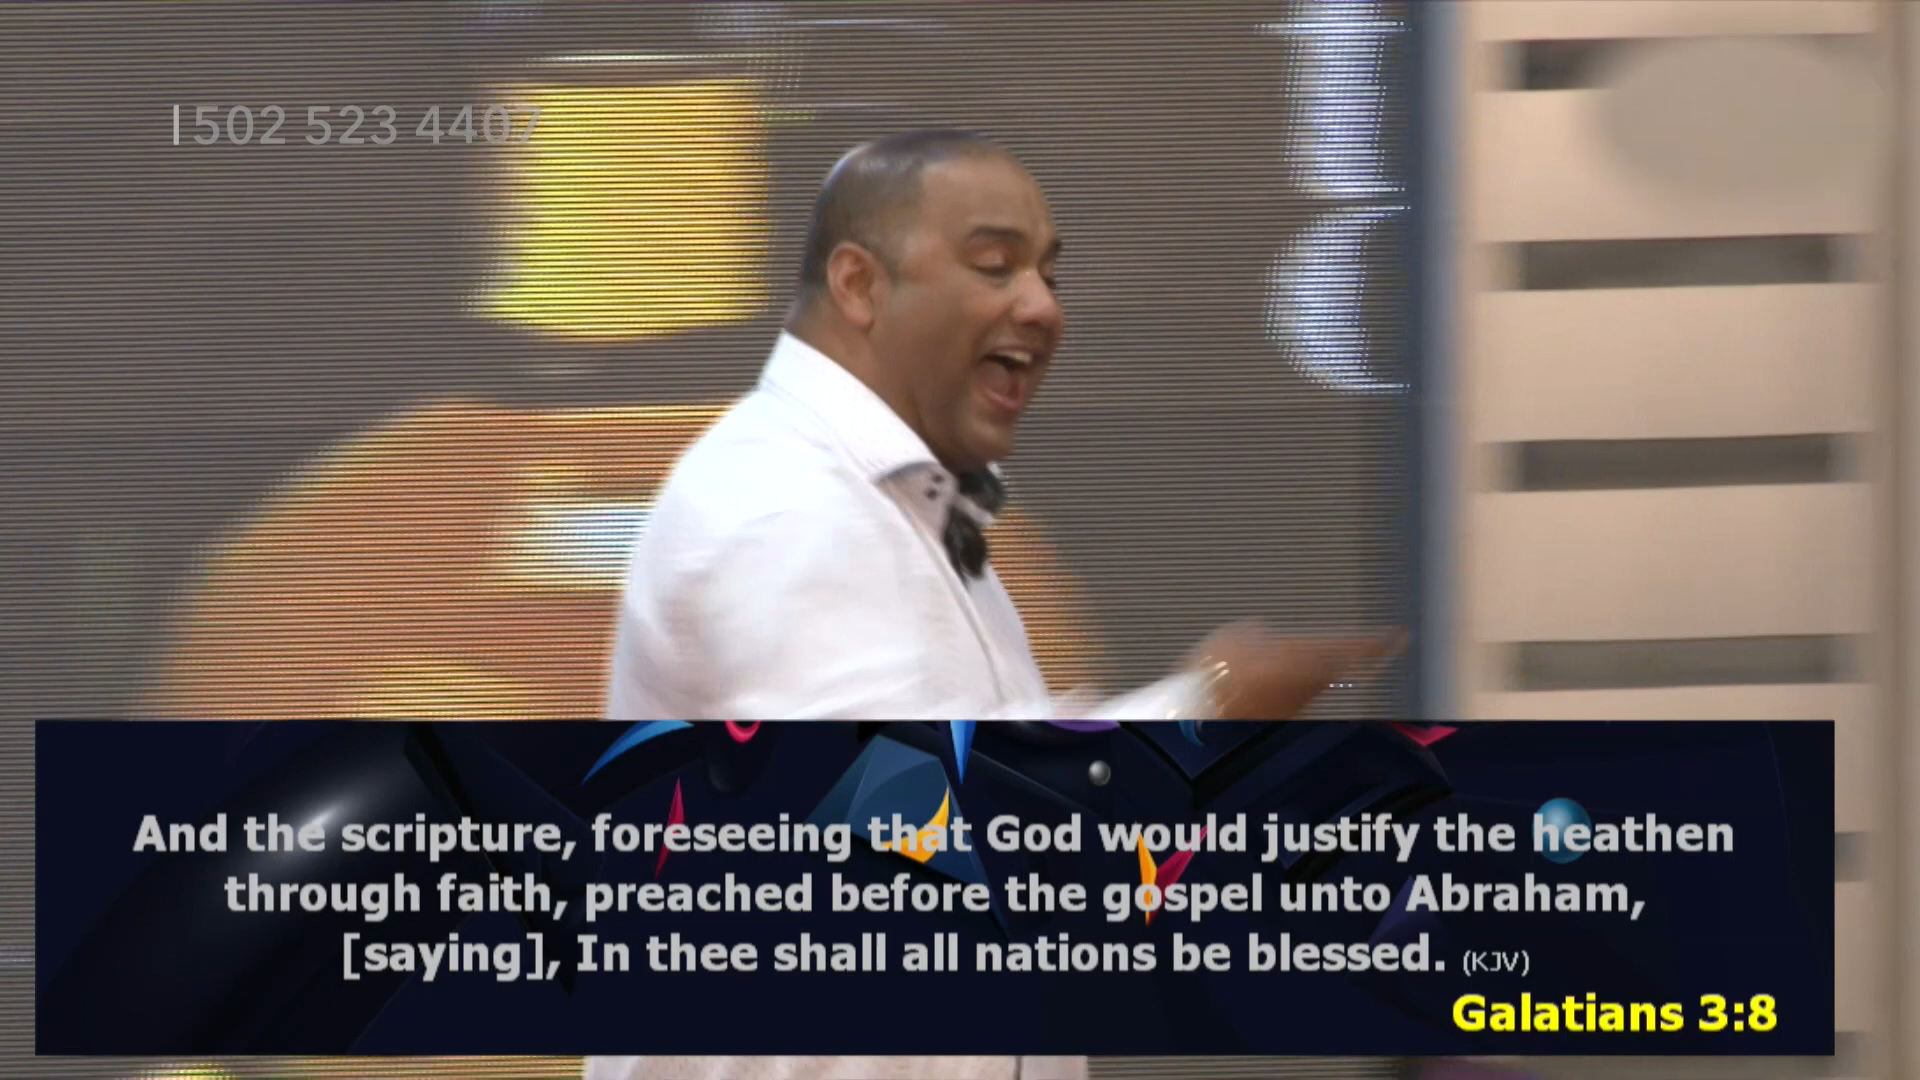 502 523 4407
And the scripture, foreseeing that God would justify the heathen
through faith, preached before the gospel unto Abraham,
[saying], In thee shall all nations be blessed. (KJV)
Galatians 3:8